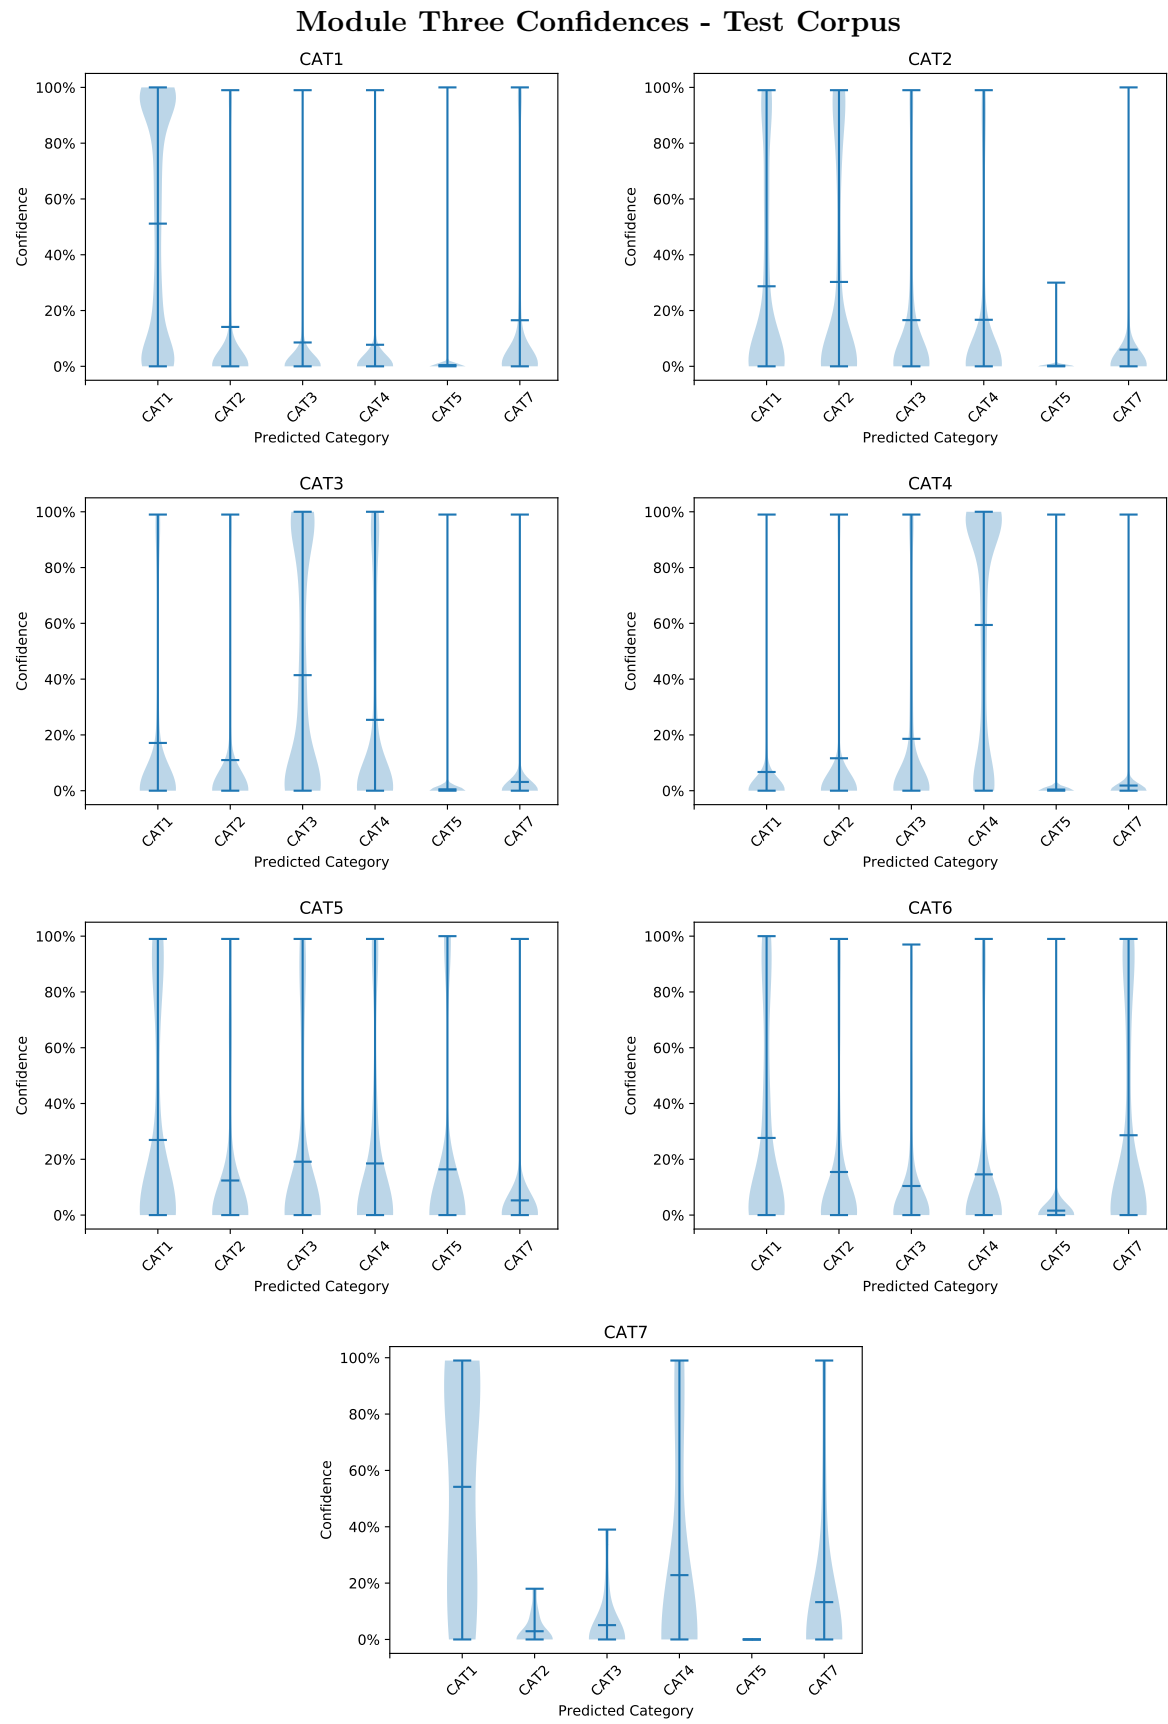 Module Three Confidences - Test Corpus
CAT1
100%
80%
60%
40%
20%
0%
Confidence
CAT1 CAT2 CAT3 CAT4 CAT5 CAT7
Predicted Category
CAT2
100%
80%
60%
40%
20%
0%
Confidence
CAT1 CAT2 CAT3 CAT4 CAT5 CAT7
Predicted Category
CAT3
100%
80%
60%
40%
20%
0%
Confidence
CAT1 CAT2 CAT3 CAT4 CAT5 CAT7
Predicted Category
CAT4
100%
80%
60%
40%
20%
0%
Confidence
CAT1 CAT2 CAT3 CAT4 CAT5 CAT7
Predicted Category
CAT5
100%
80%
60%
40%
20%
0%
Confidence
CAT1 CAT2 CAT3 CAT4 CAT5 CAT7
Predicted Category
CAT6
100%
80%
60%
40%
20%
0%
Confidence
CAT1 CAT2 CAT3 CAT4 CAT5 CAT7
Predicted Category
CAT7
100%
80%
60%
40%
20%
0%
Confidence
CAT1 CAT2 CAT3 CAT4 CAT5 CAT7
Predicted Category